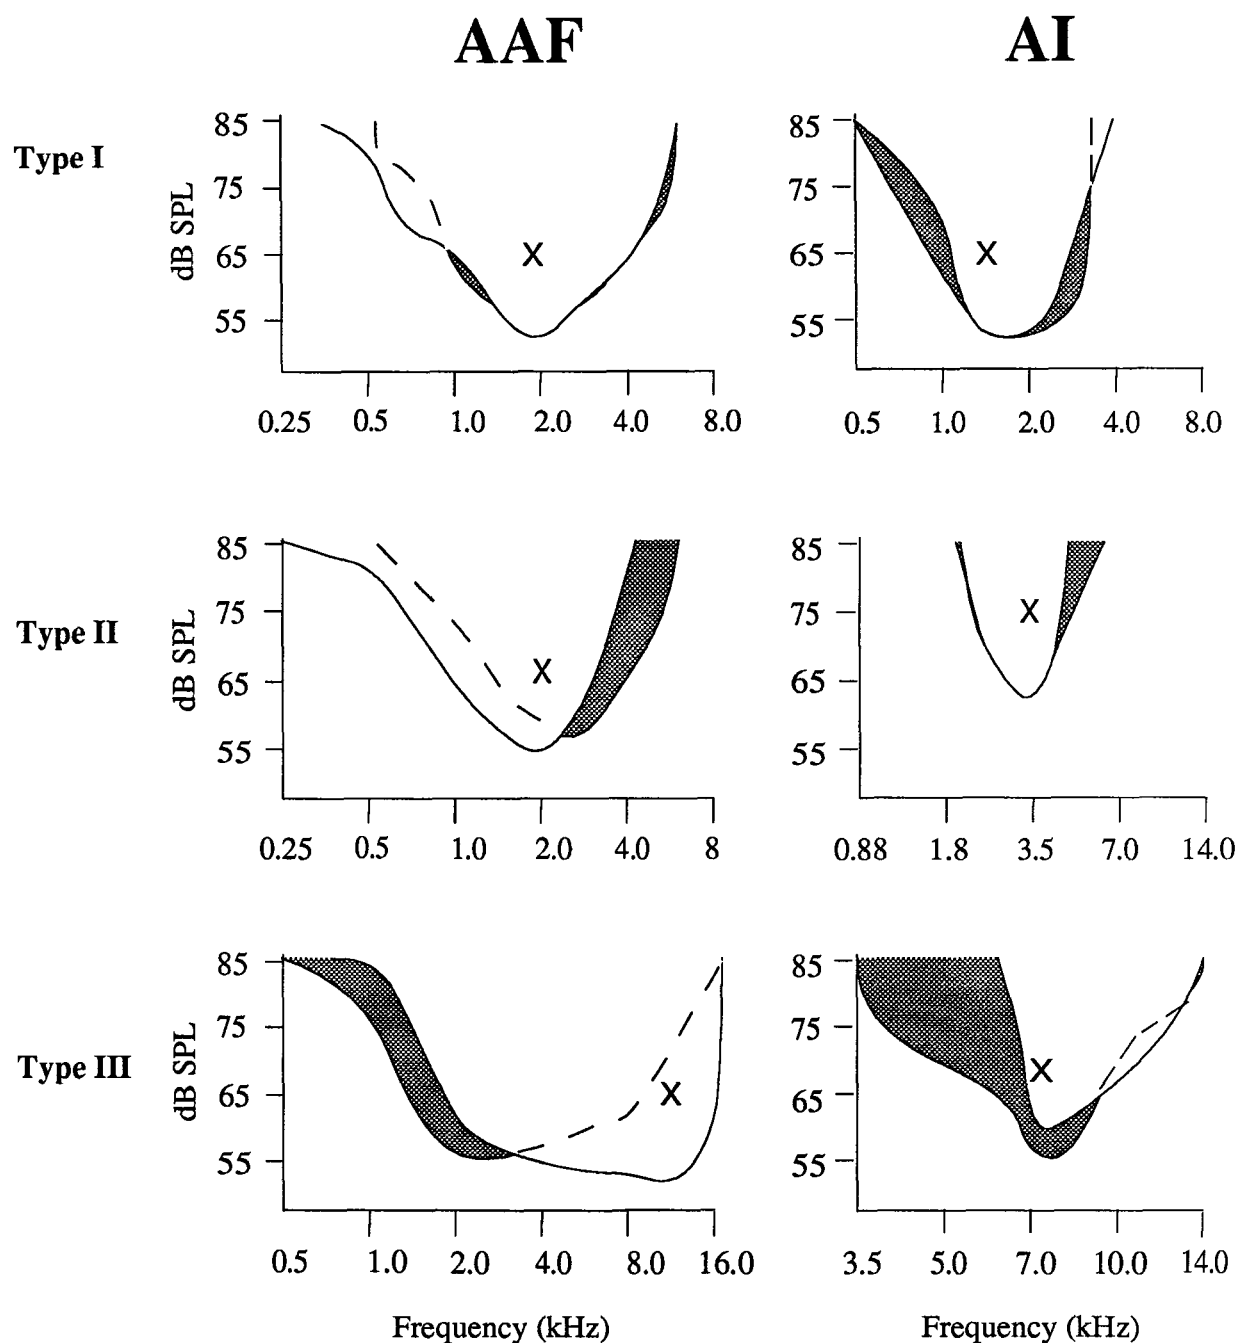 AAF AI
Type I
dB SPL
85 75 65 55
X
0.25 0.5 1.0 2.0 4.0 8.0
85 75 65 55
X
0.5 1.0 2.0 4.0 8.0
Type II
dB SPL
85 75 65 55
X
0.25 0.5 1.0 2.0 4.0 8
85 75 65 55
X
0.88 1.8 3.5 7.0 14.0
Type III
dB SPL
85 75 65 55
X
0.5 1.0 2.0 4.0 8.0 16.0
Frequency (kHz)
85 75 65 55
X
3.5 5.0 7.0 10.0 14.0
Frequency (kHz)